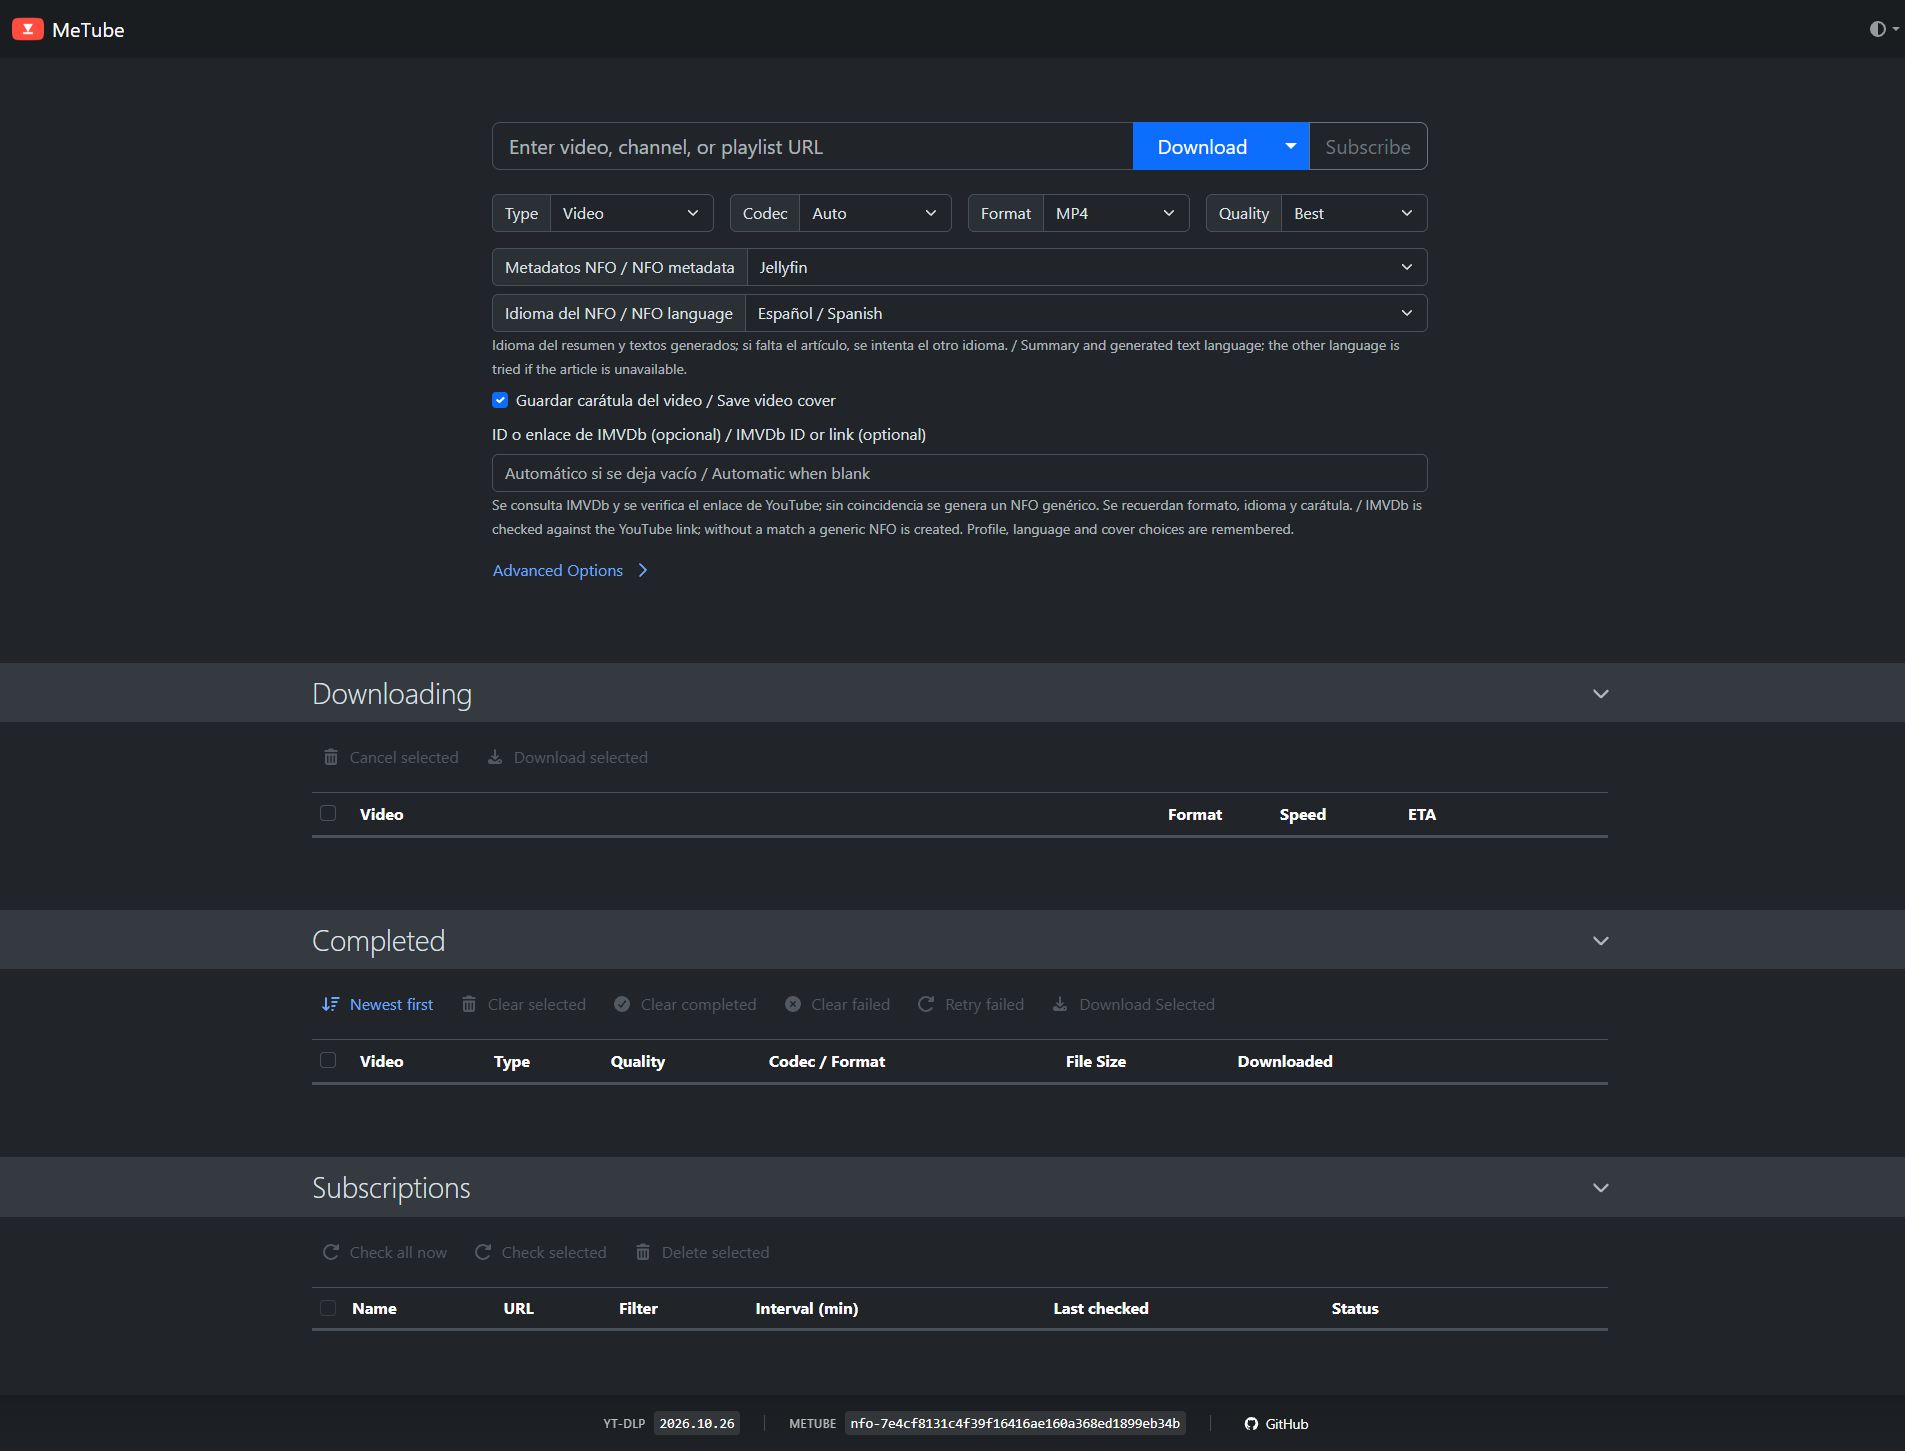 MeTube
Enter video, channel, or playlist URL
Download
Subscribe
Type
Video
Codec
Auto
Format
MP4
Quality
Best
Metadatos NFO / NFO metadata
Jellyfin
Idioma del NFO / NFO language
Español / Spanish
Idioma del resumen y textos generados; si falta el artículo, se intenta el otro idioma. / Summary and generated text language; the other language is
tried if the article is unavailable.
Guardar carátula del video / Save video cover
ID o enlace de IMVDb (opcional) / IMVDb ID or link (optional)
Automático si se deja vacío / Automatic when blank
Se consulta IMVDb y se verifica el enlace de YouTube; sin coincidencia se genera un NFO genérico. Se recuerdan formato, idioma y carátula. / IMVDb is
checked against the YouTube link; without a match a generic NFO is created. Profile, language and cover choices are remembered.
Advanced Options
Downloading
Cancel selected
Download selected
Video
Format
Speed
ETA
Completed
Newest first
Clear selected
Clear completed
Clear failed
Retry failed
Download Selected
Video
Type
Quality
Codec / Format
File Size
Downloaded
Subscriptions
Check all now
Check selected
Delete selected
Name
URL
Filter
Interval (min)
Last checked
Status
YT-DLP
2026.10.26
METUBE
nfo-7e4cf8131c4f39f16416ae160a368ed1899eb34b
GitHub